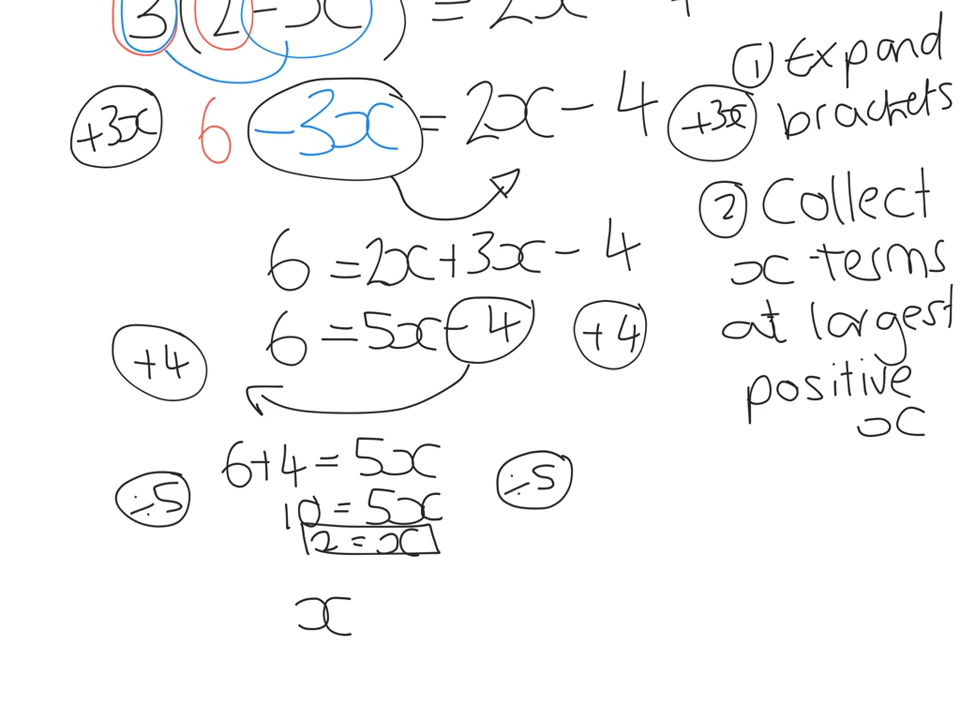 3(2-x) = 2x - 4
① Expand
brackets
+3x 6 -3x = 2x - 4 +3x
② Collect
x terms
at largest
positive
x
6 = 2x+3x - 4
+4 6 = 5x - 4 +4
6+4 = 5x
÷5 10 = 5x ÷5
2 = x
x